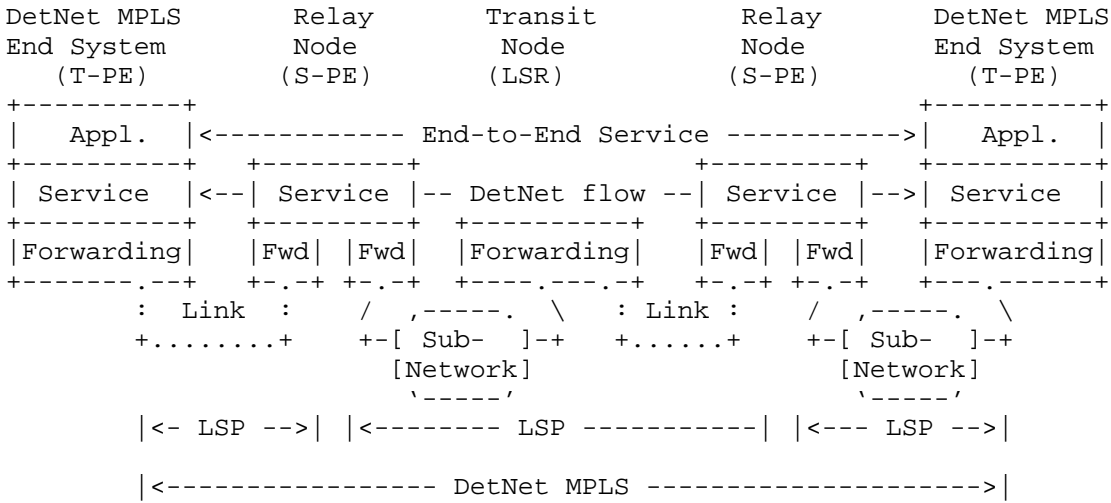 DetNet MPLS       Relay         Transit          Relay         DetNet MPLS
End System        Node           Node            Node          End System
   (T-PE)        (S-PE)         (LSR)           (S-PE)           (T-PE)
+----------+                                                  +----------+
|   Appl.  |<------------ End-to-End Service ----------->|   Appl.  |
+----------+   +---------+                    +---------+   +----------+
| Service  |<--| Service |-- DetNet flow --| Service |-->| Service  |
+----------+   +---------+  +----------+   +---------+   +----------+
|Forwarding|   |Fwd| |Fwd|  |Forwarding|   |Fwd| |Fwd|   |Forwarding|
+-------.--+   +-.-+ +-.-+  +----.---.-+   +-.-+ +-.-+   +---.------+
:  Link  :    /  ,-----.  \   : Link :    /  ,-----.  \
+........+    +-[ Sub-  ]-+   +......+    +-[ Sub-  ]-+
[Network]                     [Network]
‘-----’                       ‘-----’
|<- LSP -->| |<-------- LSP -----------| |<--- LSP -->|
|<----------------- DetNet MPLS --------------------->|